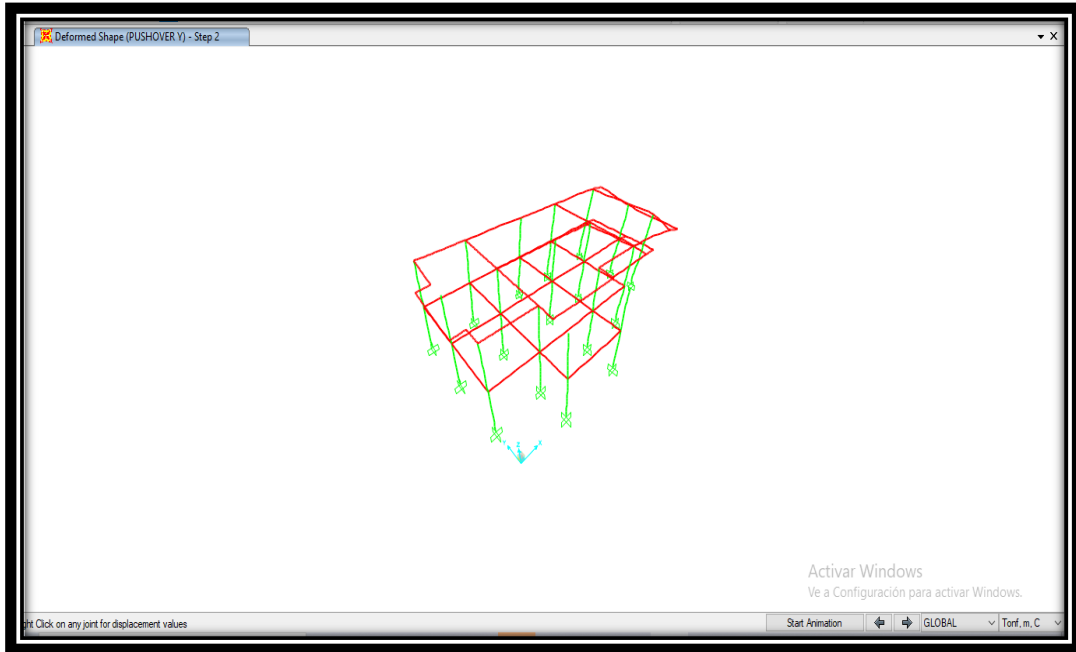 Deformed Shape (PUSHOVER Y) - Step 2
X
Y
Z
X
Activar Windows
Ve a Configuración para activar Windows.
ht Click on any joint for displacement values
Start Animation
GLOBAL
Tonf, m, C